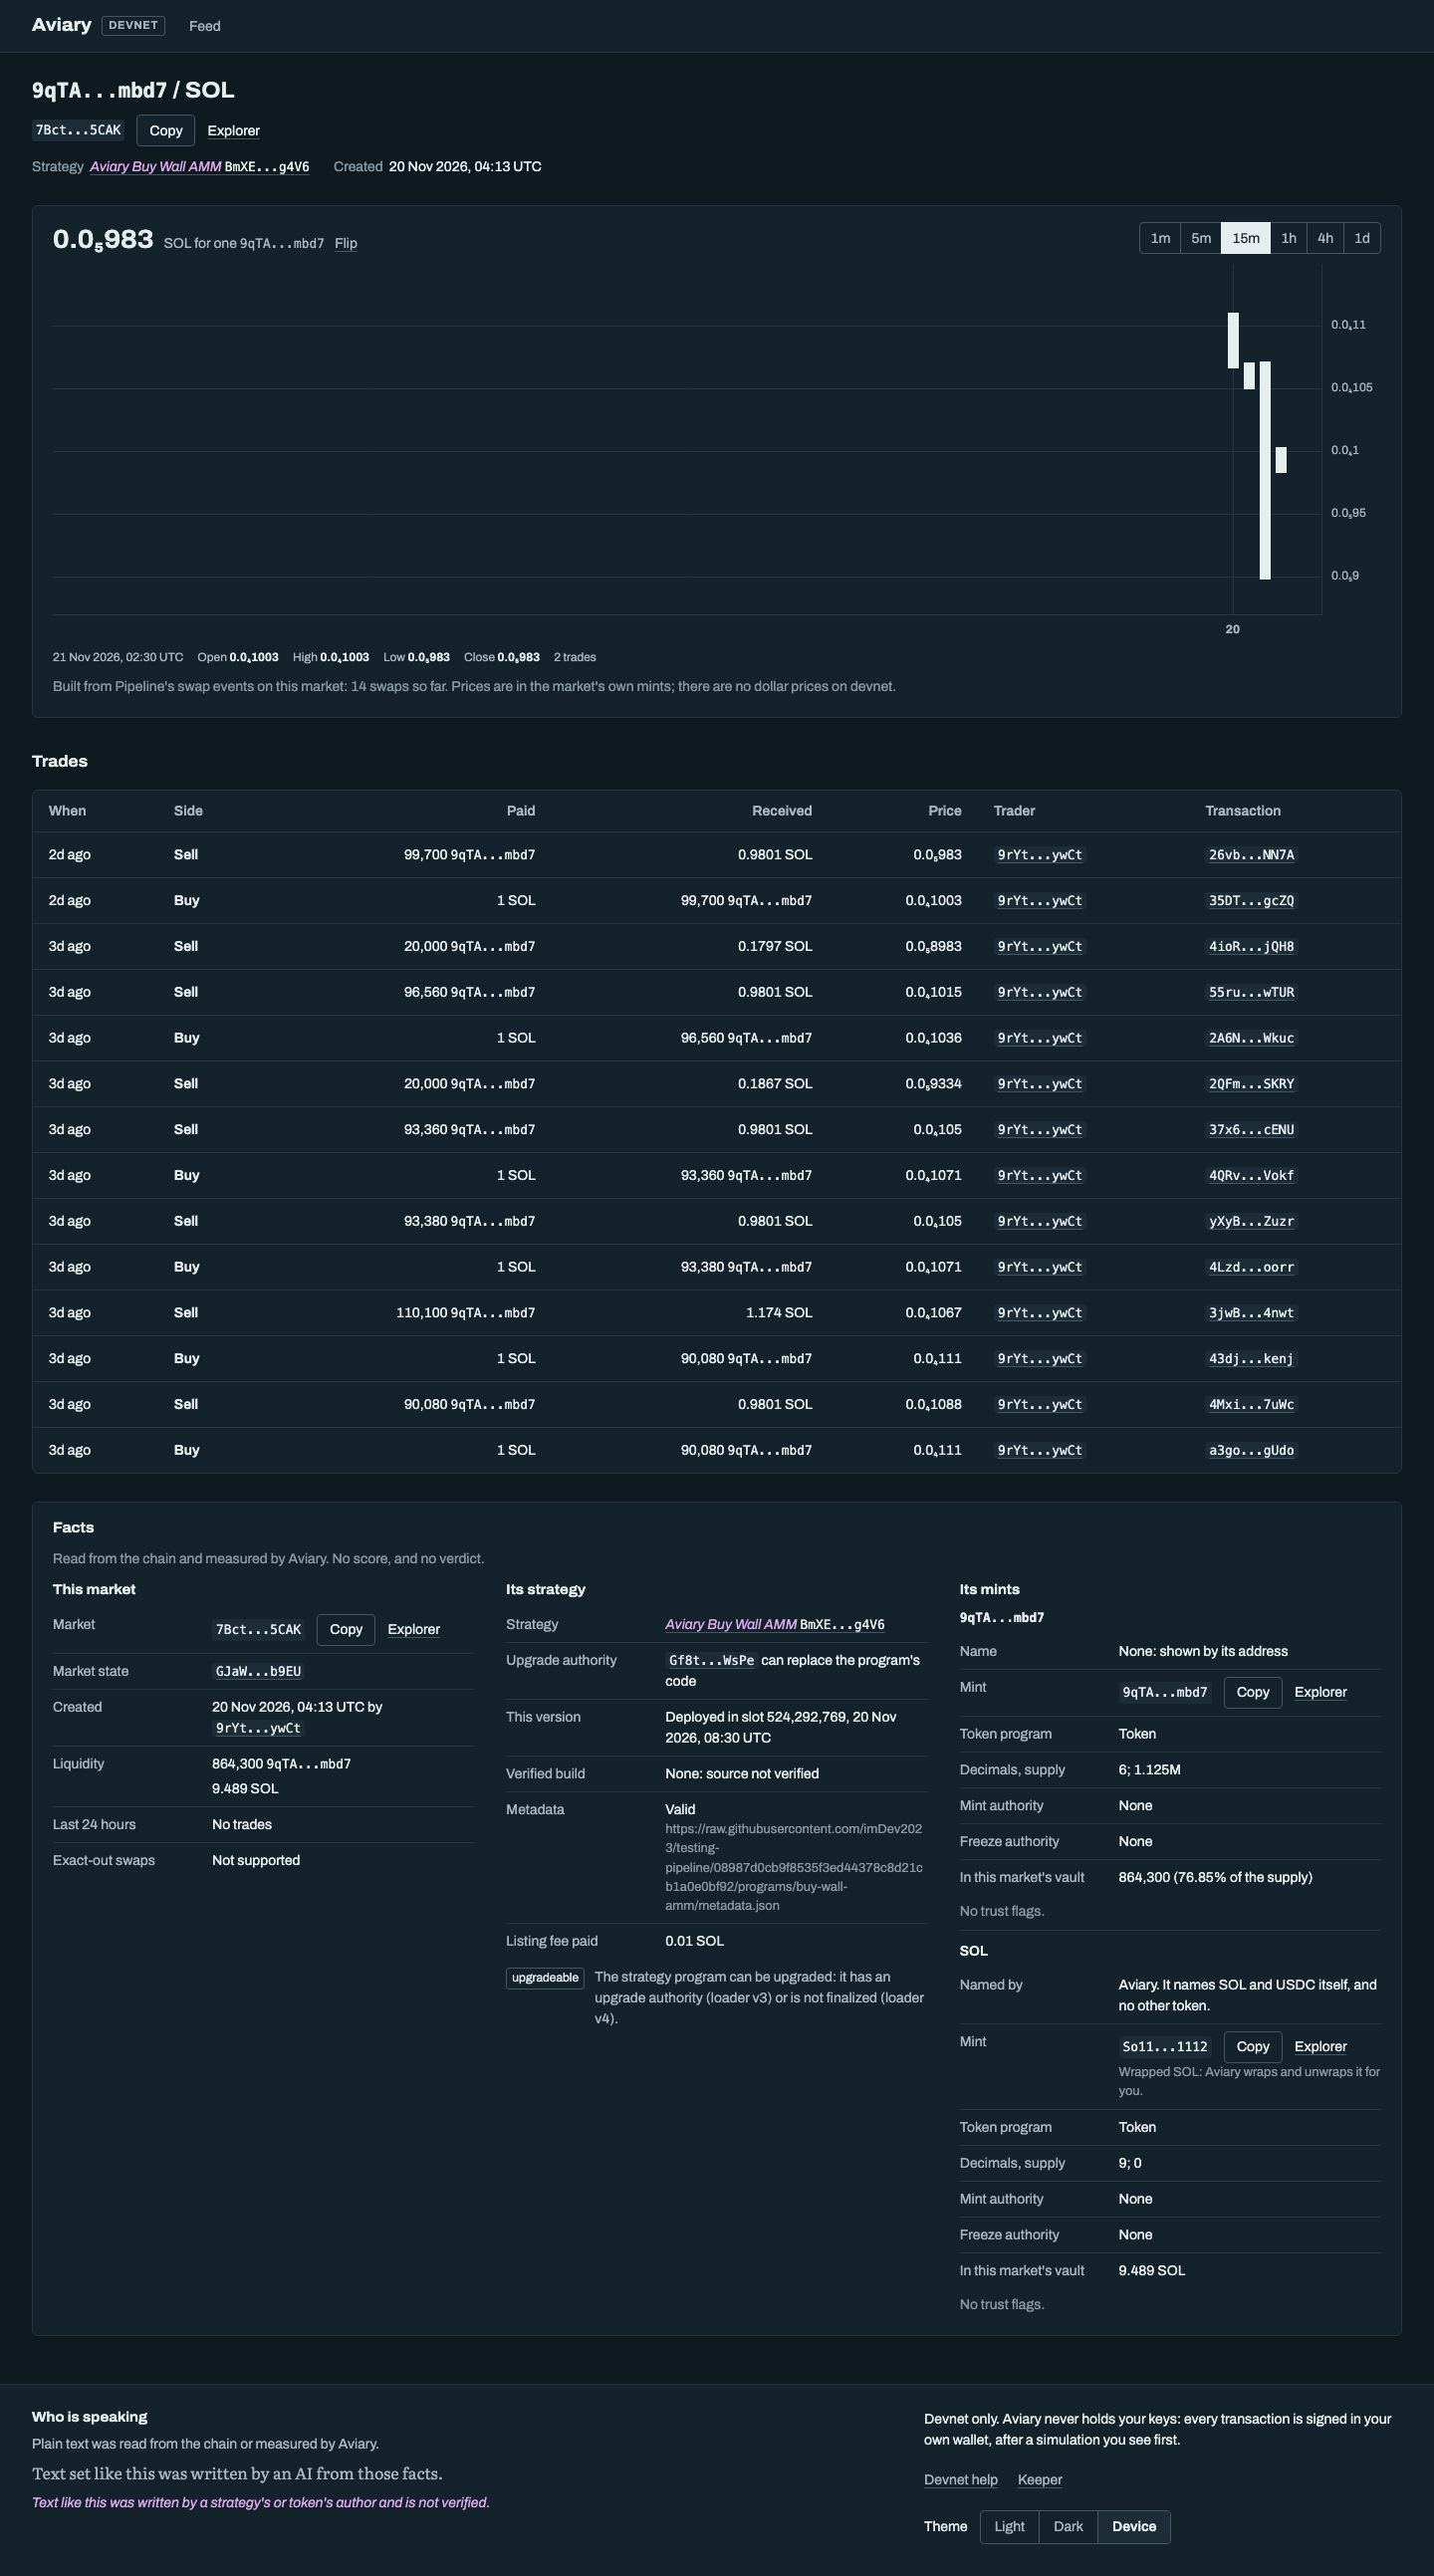 Aviary DEVNET Feed
9qTA...mbd7 / SOL
7Bct...5CAK Copy Explorer
Strategy Aviary Buy Wall AMM BmXE...g4V6 Created 20 Nov 2026, 04:13 UTC
0.0₅983 SOL for one 9qTA...mbd7 Flip
1m 5m 15m 1h 4h 1d
0.0₄11
0.0₄105
0.0₄1
0.0₅95
0.0₅9
20
21 Nov 2026, 02:30 UTC Open 0.0₄1003 High 0.0₄1003 Low 0.0₅983 Close 0.0₅983 2 trades
Built from Pipeline's swap events on this market: 14 swaps so far. Prices are in the market's own mints; there are no dollar prices on devnet.
Trades
When Side Paid Received Price Trader Transaction
2d ago Sell 99,700 9qTA...mbd7 0.9801 SOL 0.0₅983 9rYt...ywCt 26vb...NN7A
2d ago Buy 1 SOL 99,700 9qTA...mbd7 0.0₄1003 9rYt...ywCt 35DT...gcZQ
3d ago Sell 20,000 9qTA...mbd7 0.1797 SOL 0.0₅8983 9rYt...ywCt 4ioR...jQH8
3d ago Sell 96,560 9qTA...mbd7 0.9801 SOL 0.0₄1015 9rYt...ywCt 55ru...wTUR
3d ago Buy 1 SOL 96,560 9qTA...mbd7 0.0₄1036 9rYt...ywCt 2A6N...Wkuc
3d ago Sell 20,000 9qTA...mbd7 0.1867 SOL 0.0₅9334 9rYt...ywCt 2QFm...SKRY
3d ago Sell 93,360 9qTA...mbd7 0.9801 SOL 0.0₄105 9rYt...ywCt 37x6...cENU
3d ago Buy 1 SOL 93,360 9qTA...mbd7 0.0₄1071 9rYt...ywCt 4QRv...Vokf
3d ago Sell 93,380 9qTA...mbd7 0.9801 SOL 0.0₄105 9rYt...ywCt yXyB...Zuzr
3d ago Buy 1 SOL 93,380 9qTA...mbd7 0.0₄1071 9rYt...ywCt 4Lzd...oorr
3d ago Sell 110,100 9qTA...mbd7 1.174 SOL 0.0₄1067 9rYt...ywCt 3jwB...4nwt
3d ago Buy 1 SOL 90,080 9qTA...mbd7 0.0₄111 9rYt...ywCt 43dj...kenj
3d ago Sell 90,080 9qTA...mbd7 0.9801 SOL 0.0₄1088 9rYt...ywCt 4Mxi...7uWc
3d ago Buy 1 SOL 90,080 9qTA...mbd7 0.0₄111 9rYt...ywCt a3go...gUdo
Facts
Read from the chain and measured by Aviary. No score, and no verdict.
This market
Market 7Bct...5CAK Copy Explorer
Market state GJaW...b9EU
Created 20 Nov 2026, 04:13 UTC by
9rYt...ywCt
Liquidity 864,300 9qTA...mbd7
9.489 SOL
Last 24 hours No trades
Exact-out swaps Not supported
Its strategy
Strategy Aviary Buy Wall AMM BmXE...g4V6
Upgrade authority Gf8t...WsPe can replace the program's
code
This version Deployed in slot 524,292,769, 20 Nov
2026, 08:30 UTC
Verified build None: source not verified
Metadata Valid
https://raw.githubusercontent.com/imDev202
3/testing-
pipeline/08987d0cb9f8535f3ed44378c8d21c
b1a0e0bf92/programs/buy-wall-
amm/metadata.json
Listing fee paid 0.01 SOL
upgradeable The strategy program can be upgraded: it has an
upgrade authority (loader v3) or is not finalized (loader
v4).
Its mints
9qTA...mbd7
Name None: shown by its address
Mint 9qTA...mbd7 Copy Explorer
Token program Token
Decimals, supply 6; 1.125M
Mint authority None
Freeze authority None
In this market's vault 864,300 (76.85% of the supply)
No trust flags.
SOL
Named by Aviary. It names SOL and USDC itself, and
no other token.
Mint So11...1112 Copy Explorer
Wrapped SOL: Aviary wraps and unwraps it for
you.
Token program Token
Decimals, supply 9; 0
Mint authority None
Freeze authority None
In this market's vault 9.489 SOL
No trust flags.
Who is speaking
Plain text was read from the chain or measured by Aviary.
Text set like this was written by an AI from those facts.
Text like this was written by a strategy's or token's author and is not verified.
Devnet only. Aviary never holds your keys: every transaction is signed in your
own wallet, after a simulation you see first.
Devnet help Keeper
Theme Light Dark Device